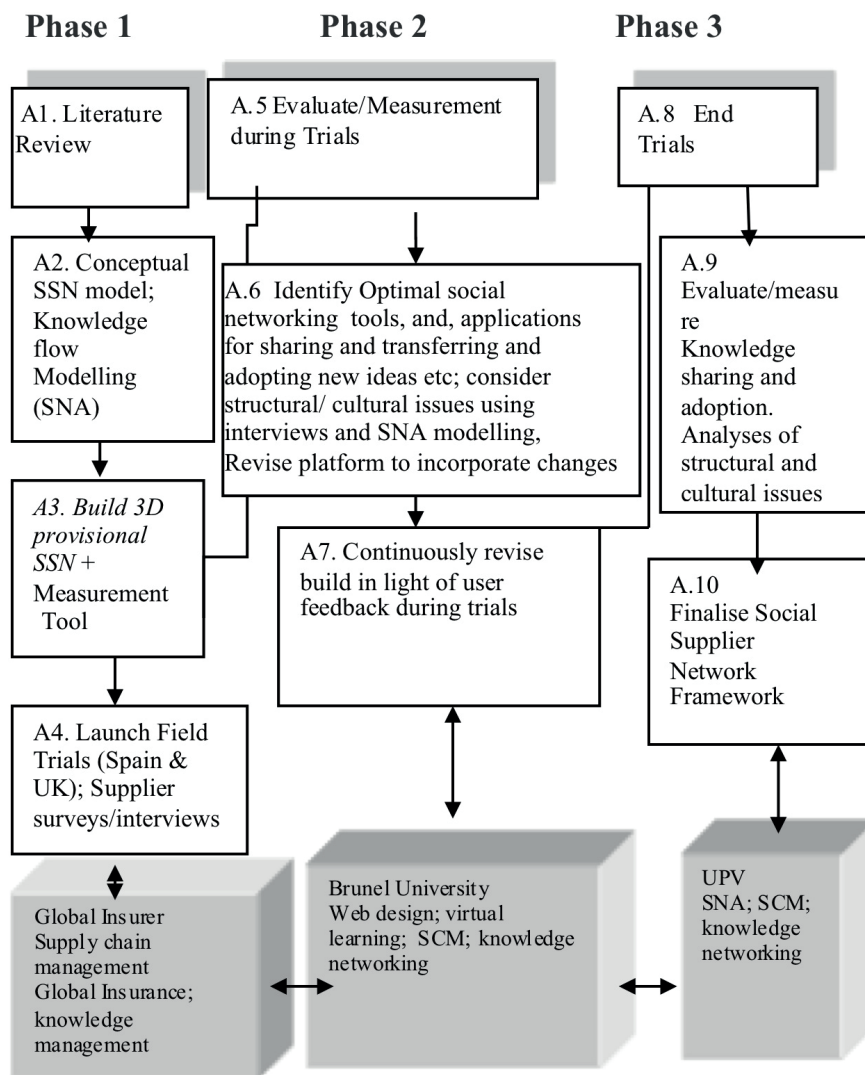 Phase 1
Phase 2
Phase 3
A1. Literature
Review
A2. Conceptual
SSN model;
Knowledge
flow
Modelling
(SNA)
A3. Build 3D
provisional
SSN +
Measurement
Tool
A4. Launch Field
Trials (Spain &
UK); Supplier
surveys/interviews
Global Insurer
Supply chain
management
Global Insurance;
knowledge
management
A.5 Evaluate/Measurement
during Trials
A.6 Identify Optimal social
networking tools, and, applications
for sharing and transferring and
adopting new ideas etc; consider
structural/ cultural issues using
interviews and SNA modelling,
Revise platform to incorporate changes
A7. Continuously revise
build in light of user
feedback during trials
Brunel University
Web design; virtual
learning; SCM; knowledge
networking
A.8 End
Trials
A.9
Evaluate/measu
re
Knowledge
sharing and
adoption.
Analyses of
structural and
cultural issues
A.10
Finalise Social
Supplier
Network
Framework
UPV
SNA; SCM;
knowledge
networking